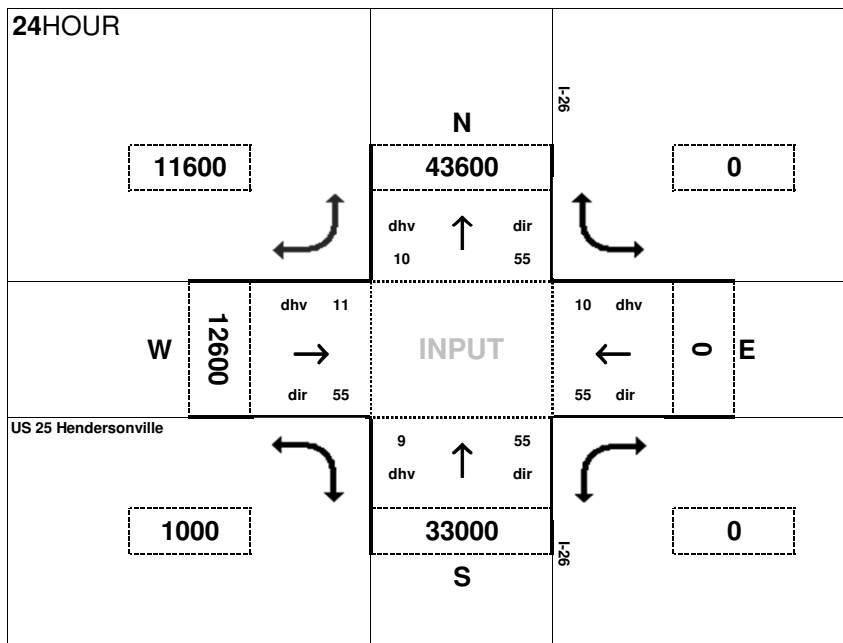 24HOUR
I-26
N
11600
43600
0
dhv
dir
10
55
dhv 11
10 dhv
W
12600
INPUT
0
E
dir 55
55 dir
US 25 Hendersonville
9
55
dhv
dir
1000
33000
0
I-26
S